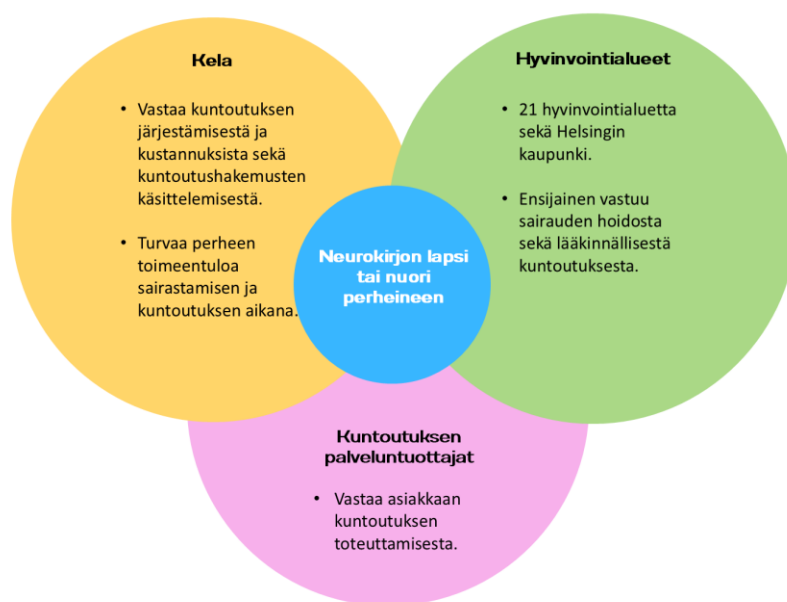 Kela
• Vastaa kuntoutuksen
järjestämisestä ja
kustannuksista sekä
kuntoutushakemusten
käsittelemisestä.
• Turvaa perheen
toimeentuloa
sairastamisen ja
kuntoutuksen aikana.
Hyvinvointialueet
• 21 hyvinvointialuetta
sekä Helsingin
kaupunki.
• Ensijainen vastuu
sairauden hoidosta
sekä lääkinnällisestä
kuntoutuksesta.
Neurokirjon lapsi
tai nuori
perheineen
Kuntoutuksen
palveluntuottajat
• Vastaa asiakkaan
kuntoutuksen
toteuttamisesta.